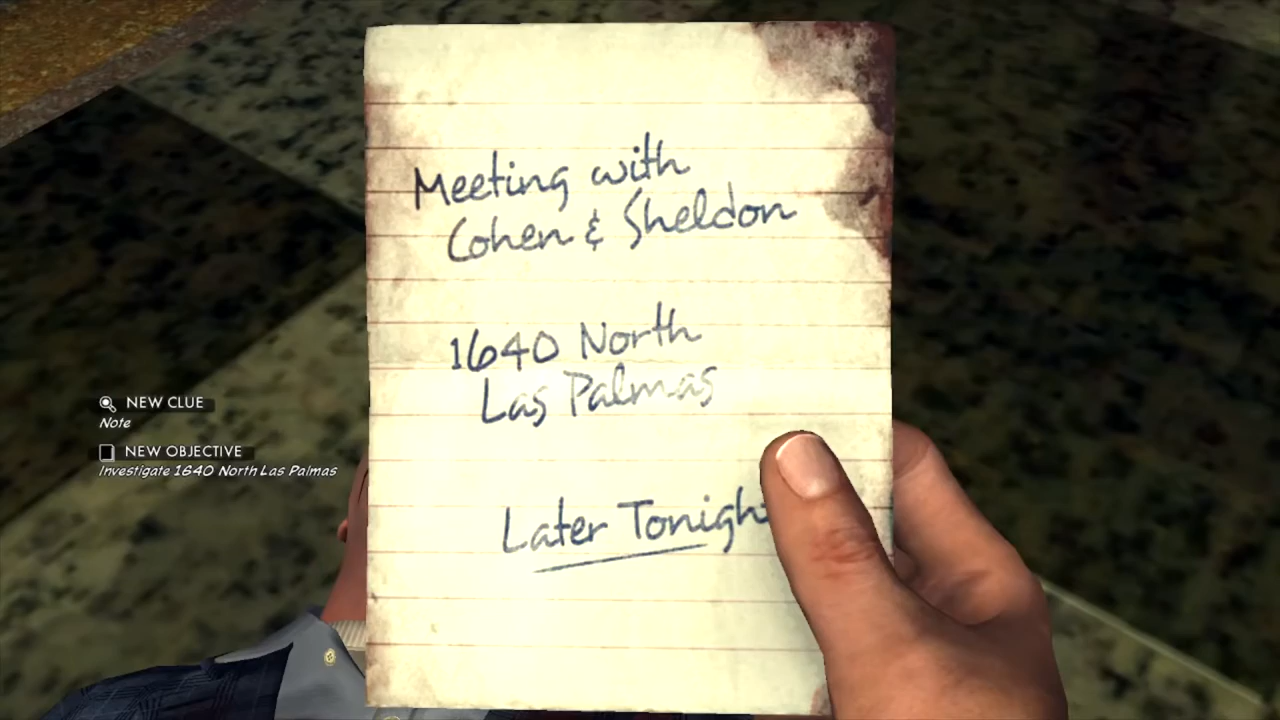 Meeting with
Cohen & Sheldon
1640 North
Las Palmas
Later Tonigh
NEW CLUE
Note
NEW OBJECTIVE
Investigate 1640 North Las Palmas